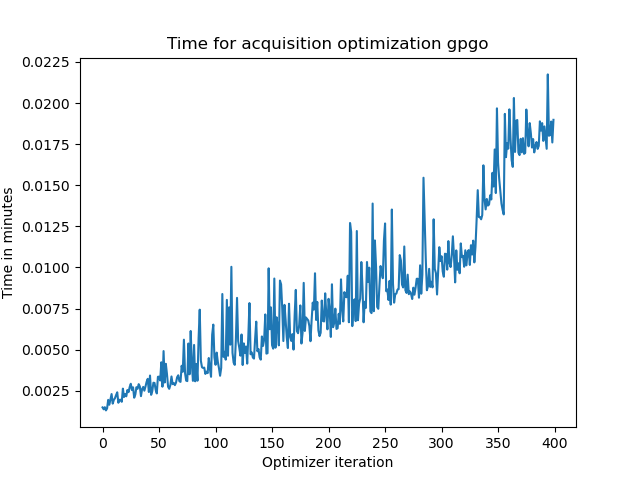 Time for acquisition optimization gpgo
0.0225
0.0200
0.0175
0.0150
0.0125
0.0100
0.0075
0.0050
0.0025
Time in minutes
0 50 100 150 200 250 300 350 400
Optimizer iteration